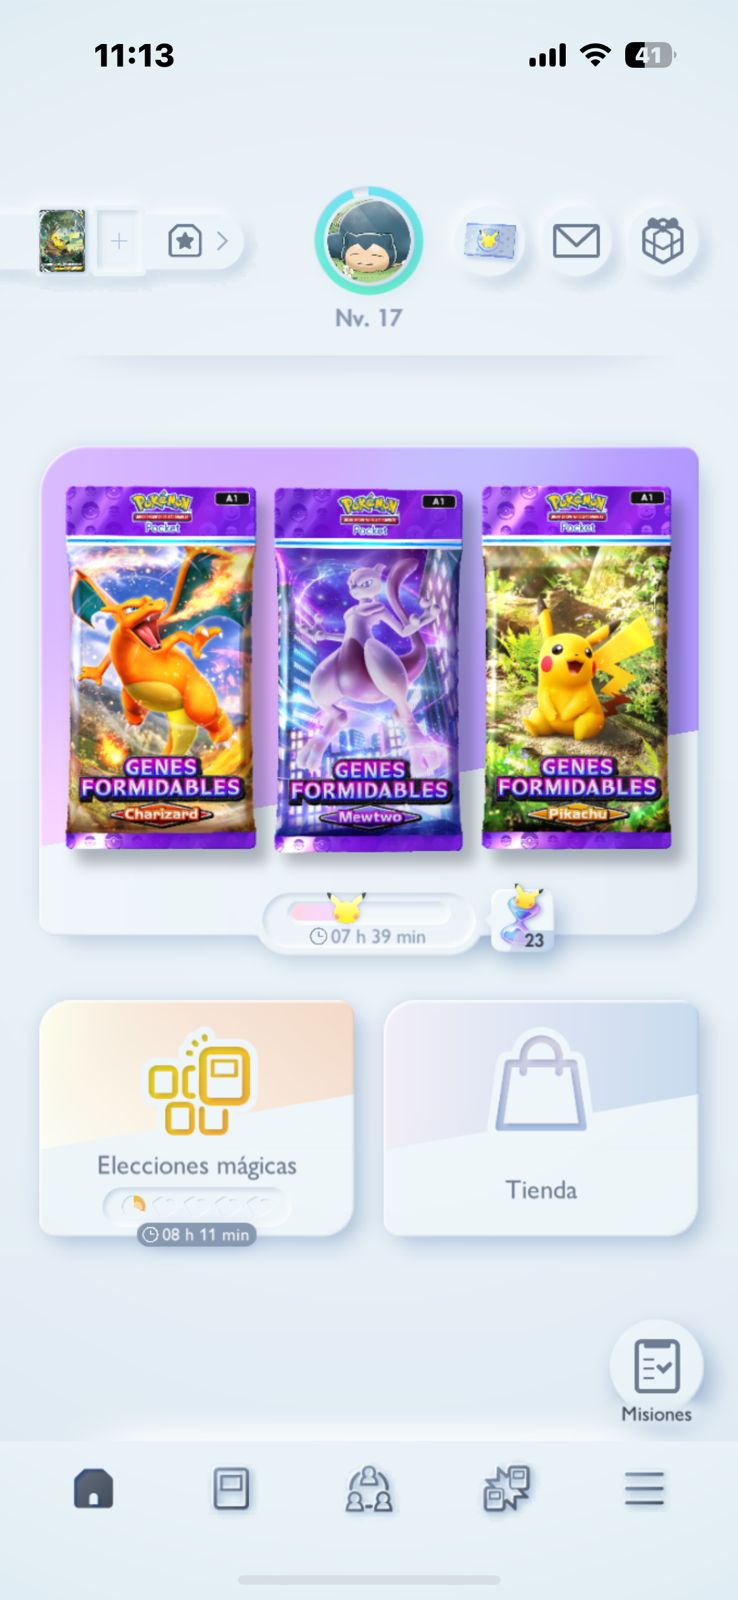 11:13
41
Nv. 17
Pokémon
Pocket
A1
Pokémon
Pocket
A1
Pokémon
Pocket
A1
GENES
FORMIDABLES
Charizard
GENES
FORMIDABLES
Mewtwo
GENES
FORMIDABLES
Pikachu
07 h 39 min
23
Elecciones mágicas
08 h 11 min
Tienda
Misiones